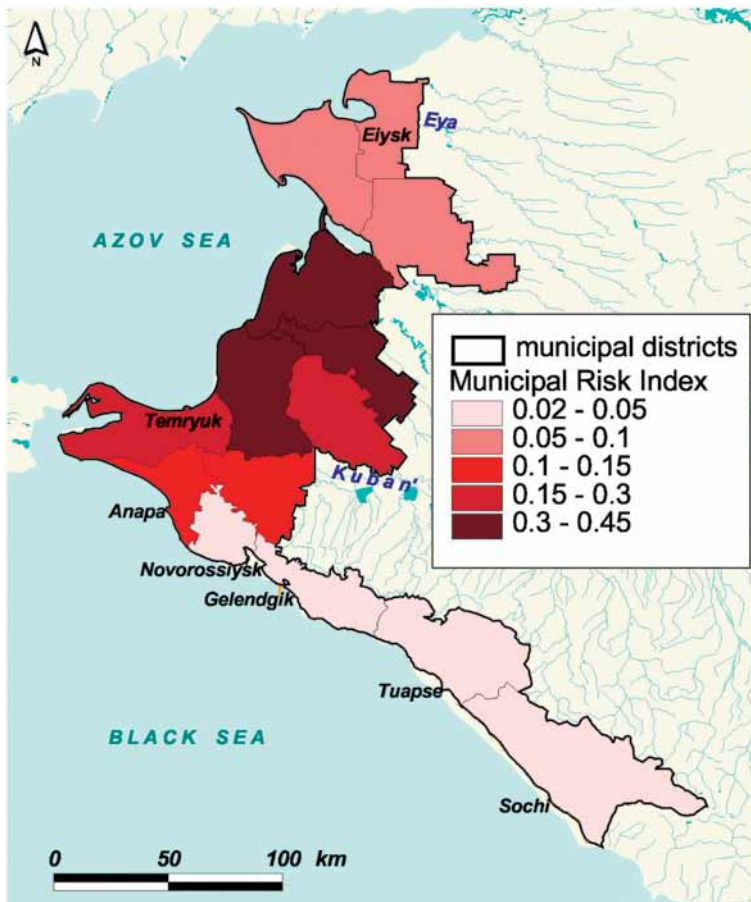 N
Eiysk
Eya
AZOV SEA
municipal districts
Municipal Risk Index
0.02 - 0.05
0.05 - 0.1
0.1 - 0.15
0.15 - 0.3
0.3 - 0.45
Temryuk
Kuban'
Anapa
Novorossiysk
Gelendgik
Tuapse
BLACK SEA
Sochi
0 50 100 km